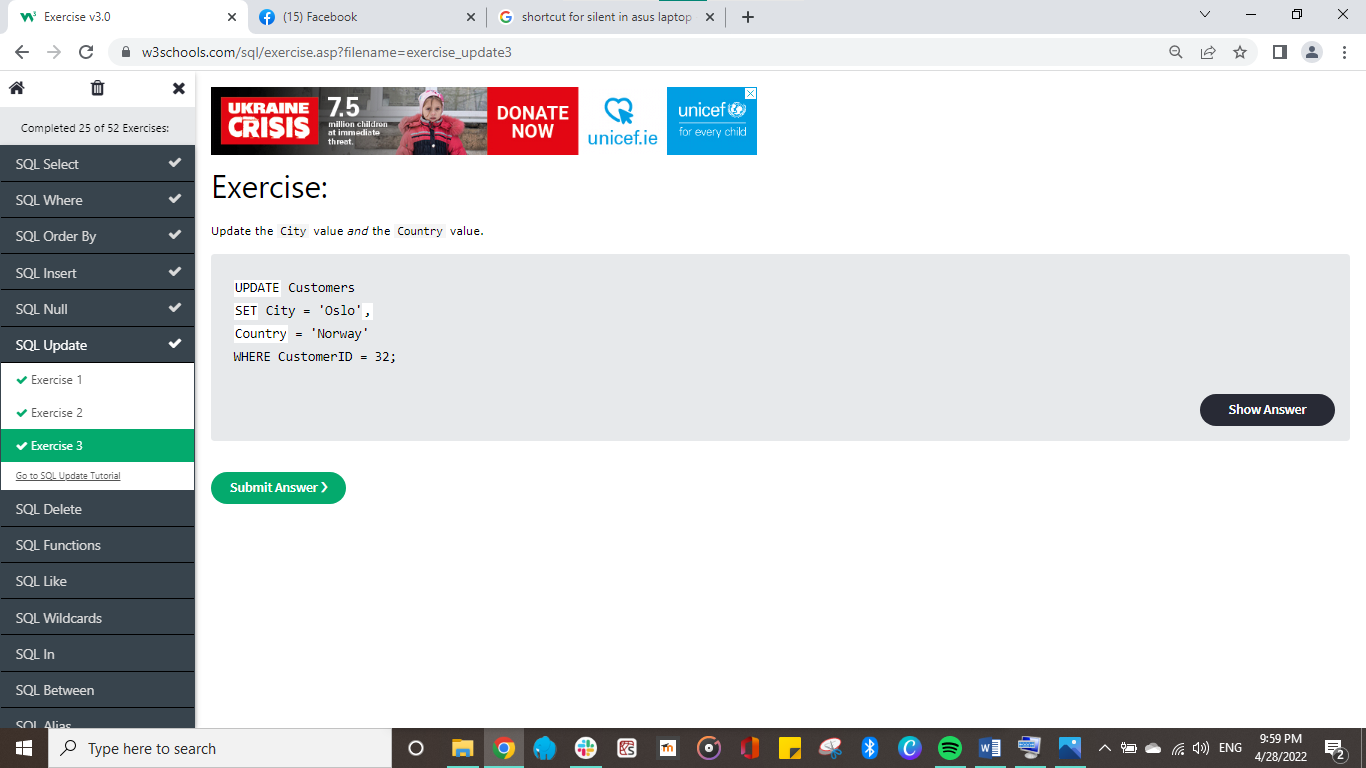 Exercise v3.0
(15) Facebook
shortcut for silent in asus laptop
w3schools.com/sql/exercise.asp?filename=exercise_update3
Completed 25 of 52 Exercises:
SQL Select
SQL Where
SQL Order By
SQL Insert
SQL Null
SQL Update
Exercise 1
Exercise 2
Exercise 3
Go to SQL Update Tutorial
SQL Delete
SQL Functions
SQL Like
SQL Wildcards
SQL In
SQL Between
SQL Alias
UKRAINE
CRISIS
7.5
million children
at immediate
threat.
DONATE
NOW
unicef.ie
unicef
for every child
Exercise:
Update the City value and the Country value.
UPDATE Customers
SET City = 'Oslo',
Country = 'Norway'
WHERE CustomerID = 32;
Show Answer
Submit Answer ❯
Type here to search
ENG
9:59 PM
4/28/2022
2